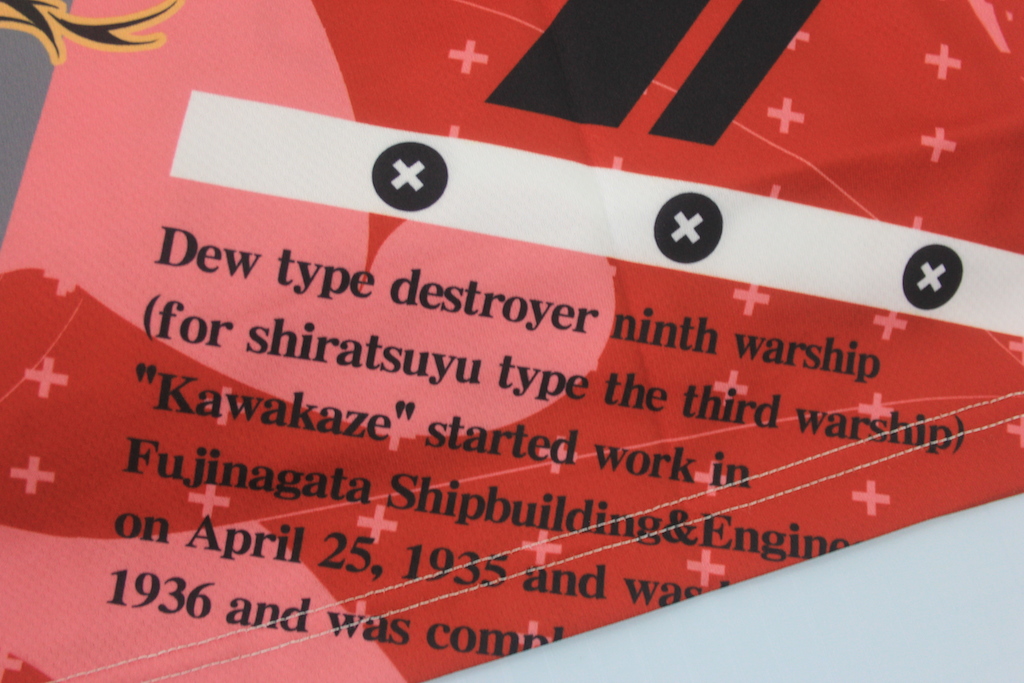 Dew type destroyer ninth warship
(for shiratsuyu type the third warship)
"Kawakaze" started work in
Fujinagata Shipbuilding&Engine
on April 25, 1935 and was
1936 and was